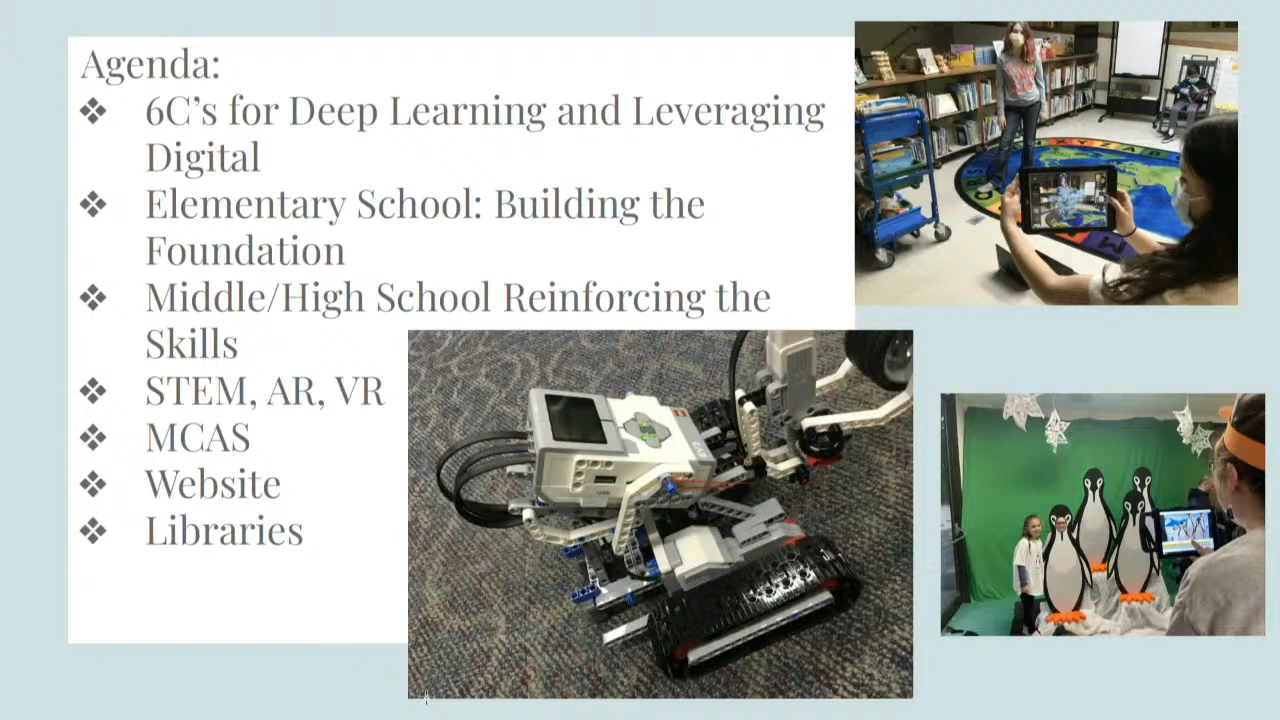 Agenda:
❖ 6C’s for Deep Learning and Leveraging
Digital
❖ Elementary School: Building the
Foundation
❖ Middle/High School Reinforcing the
Skills
❖ STEM, AR, VR
❖ MCAS
❖ Website
❖ Libraries